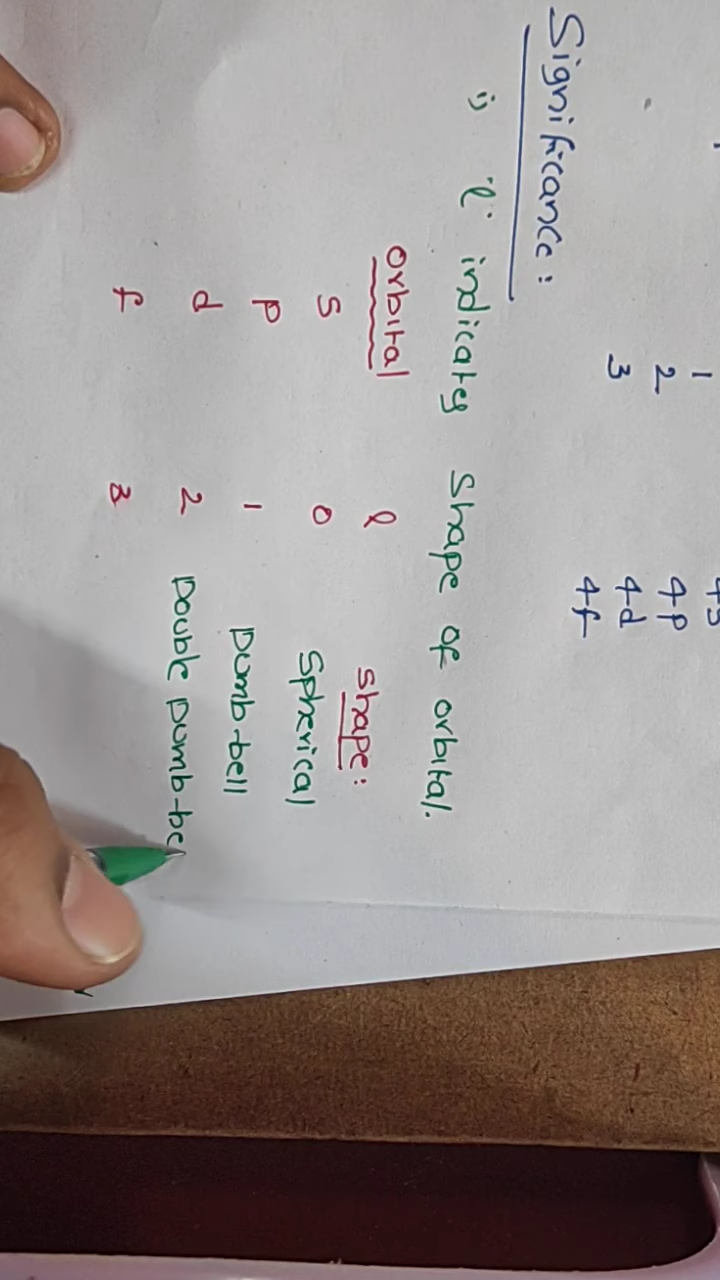 4s
1 4p
2 4d
3 4f
Significance:
i) 'l' indicates shape of orbital.
orbital l shape:
s 0 Spherical
p 1 Dumb-bell
d 2 Double Dumb-be
f 3